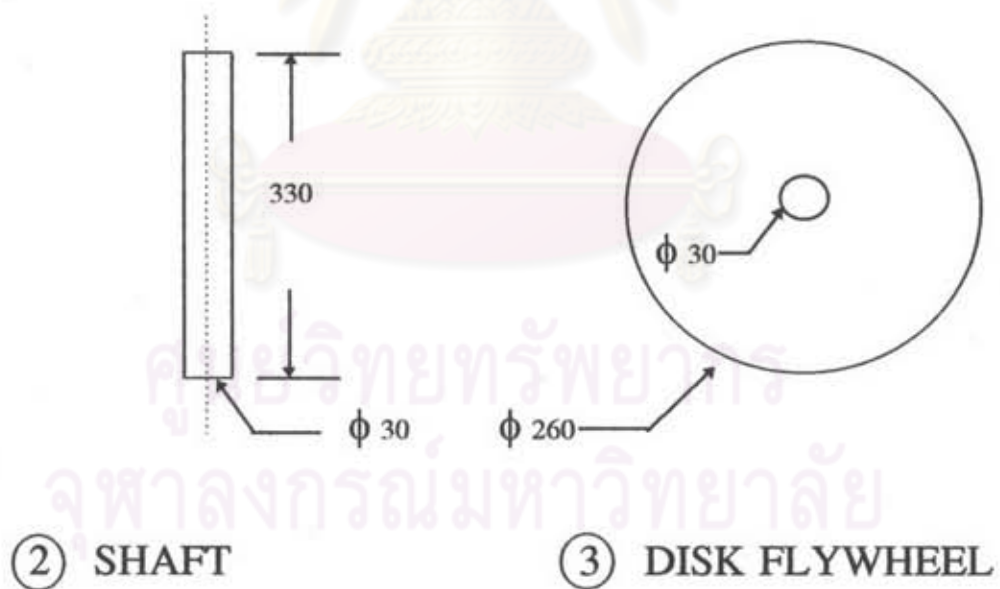 330
ϕ 30
ศูนย์วิทยทรัพยากร
ϕ 30
ϕ 260
จุฬาลงกรณ์มหาวิทยาลัย
2 SHAFT
3 DISK FLYWHEEL